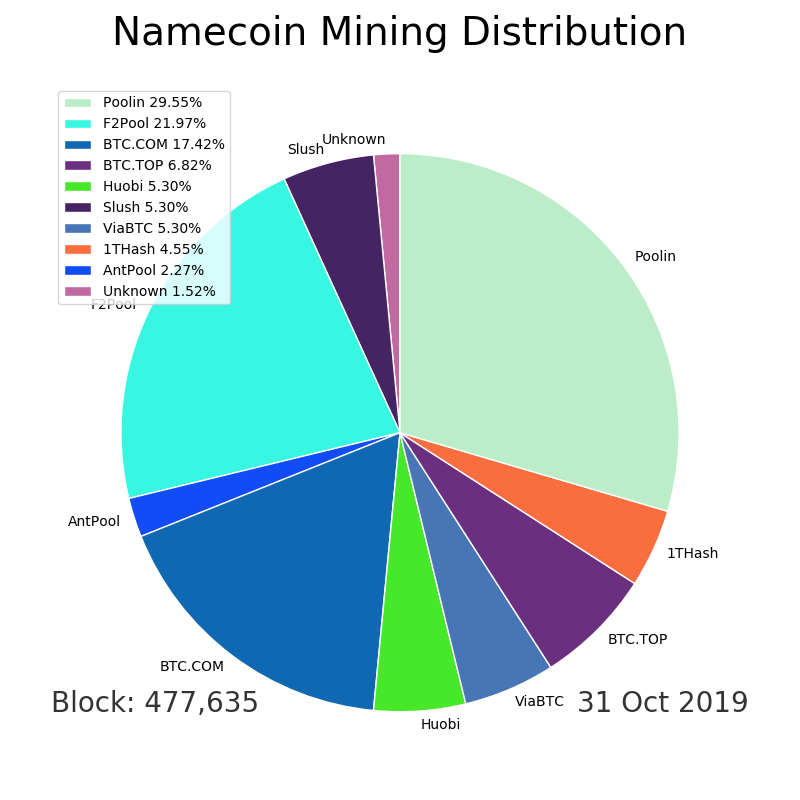 Namecoin Mining Distribution
Poolin 29.55%
F2Pool 21.97%
BTC.COM 17.42%
BTC.TOP 6.82%
Huobi 5.30%
Slush 5.30%
ViaBTC 5.30%
1THash 4.55%
AntPool 2.27%
Unknown 1.52%
Unknown
Slush
Poolin
F2Pool
AntPool
1THash
BTC.TOP
BTC.COM
ViaBTC
Huobi
Block: 477,635
31 Oct 2019